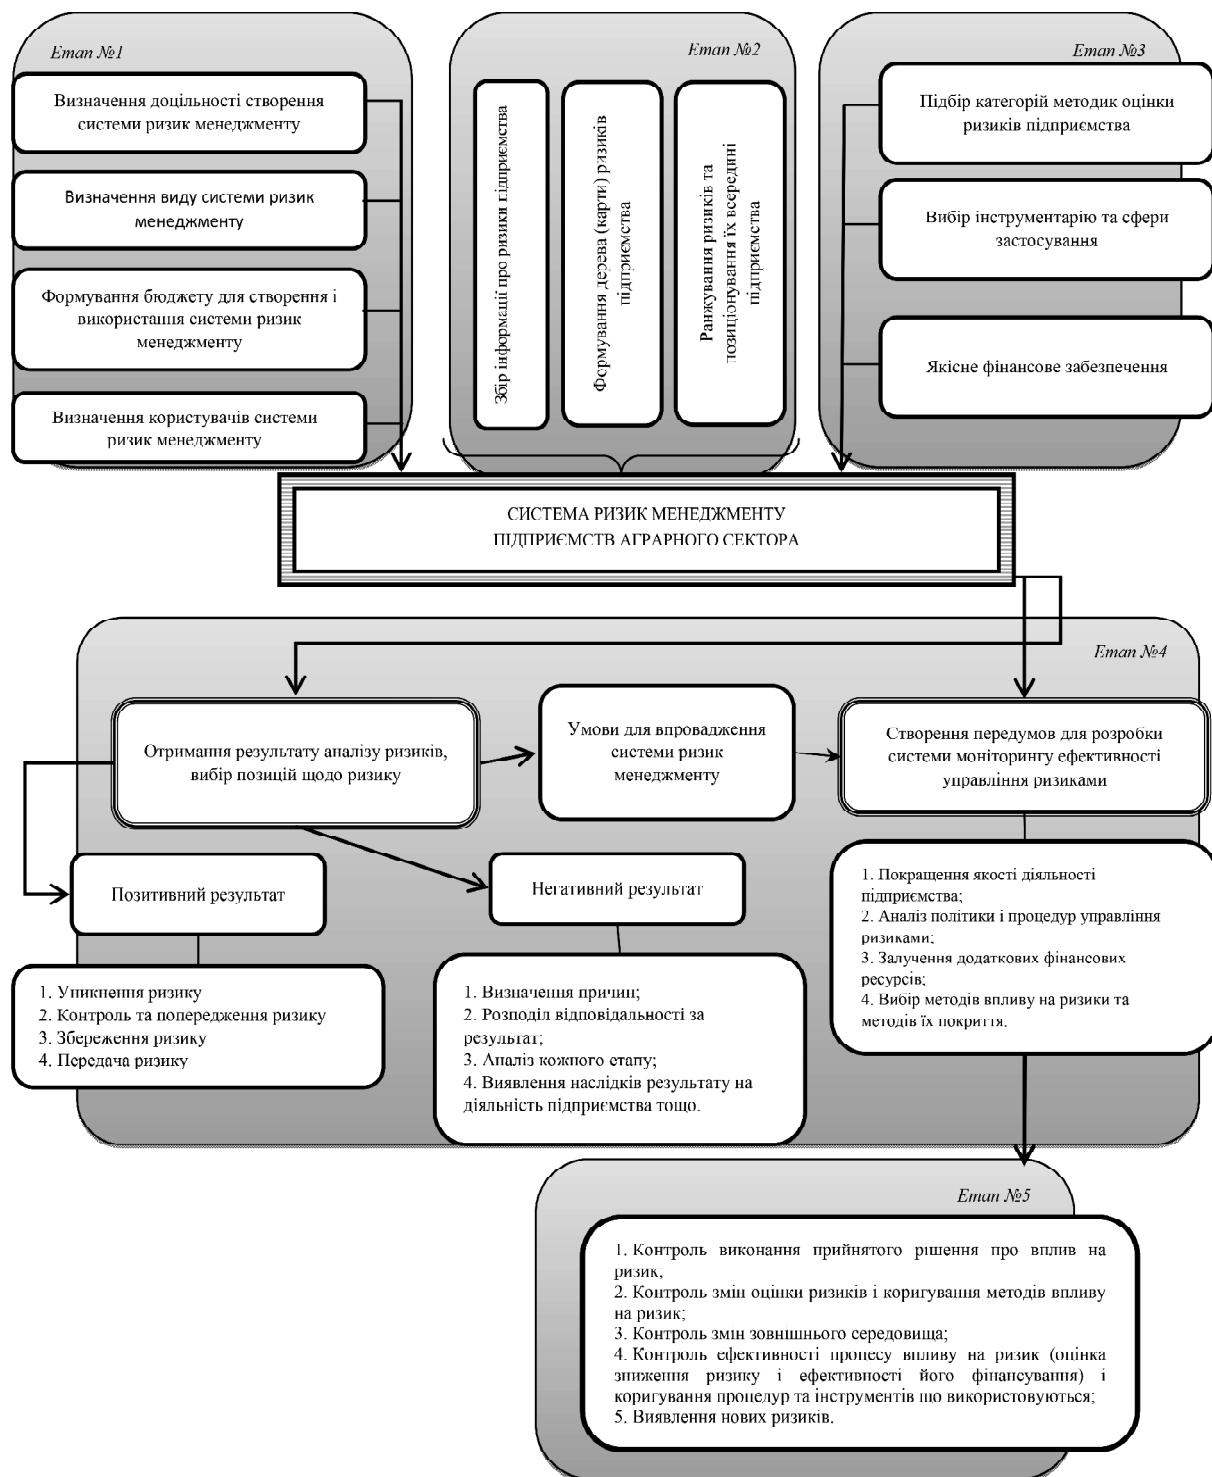 Етап №1
Визначення доцільності створення
системи ризик менеджменту
Визначення виду системи ризик
менеджменту
Формування бюджету для створення і
використання системи ризик
менеджменту
Визначення користувачів системи
ризик менеджменту
Етап №2
Збір інформації про ризики підприємства
Формування дерева (карти) ризиків
підприємства
Ранжування ризиків та
позиціонування їх всередині
підприємства
Етап №3
Підбір категорій методик оцінки
ризиків підприємства
Вибір інструментарію та сфери
застосування
Якісне фінансове забезпечення
СИСТЕМА РИЗИК МЕНЕДЖМЕНТУ
ПІДПРИЄМСТВ АГРАРНОГО СЕКТОРА
Етап №4
Отримання результату аналізу ризиків,
вибір позицій щодо ризику
Умови для впровадження
системи ризик
менеджменту
Створення передумов для розробки
системи моніторингу ефективності
управління ризиками
Позитивний результат
Негативний результат
1. Уникнення ризику
2. Контроль та попередження ризику
3. Збереження ризику
4. Передача ризику
1. Визначення причин;
2. Розподіл відповідальності за
результат;
3. Аналіз кожного етапу;
4. Виявлення наслідків результату на
діяльність підприємства тощо.
1. Покращення якості діяльності
підприємства;
2. Аналіз політики і процедур управління
ризиками;
3. Залучення додаткових фінансових
ресурсів;
4. Вибір методів впливу на ризики та
методів їх покриття.
Етап №5
1. Контроль виконання прийнятого рішення про вплив на
ризик;
2. Контроль змін оцінки ризиків і коригування методів впливу
на ризик;
3. Контроль змін зовнішнього середовища;
4. Контроль ефективності процесу впливу на ризик (оцінка
зниження ризику і ефективності його фінансування) і
коригування процедур та інструментів що використовуються;
5. Виявлення нових ризиків.